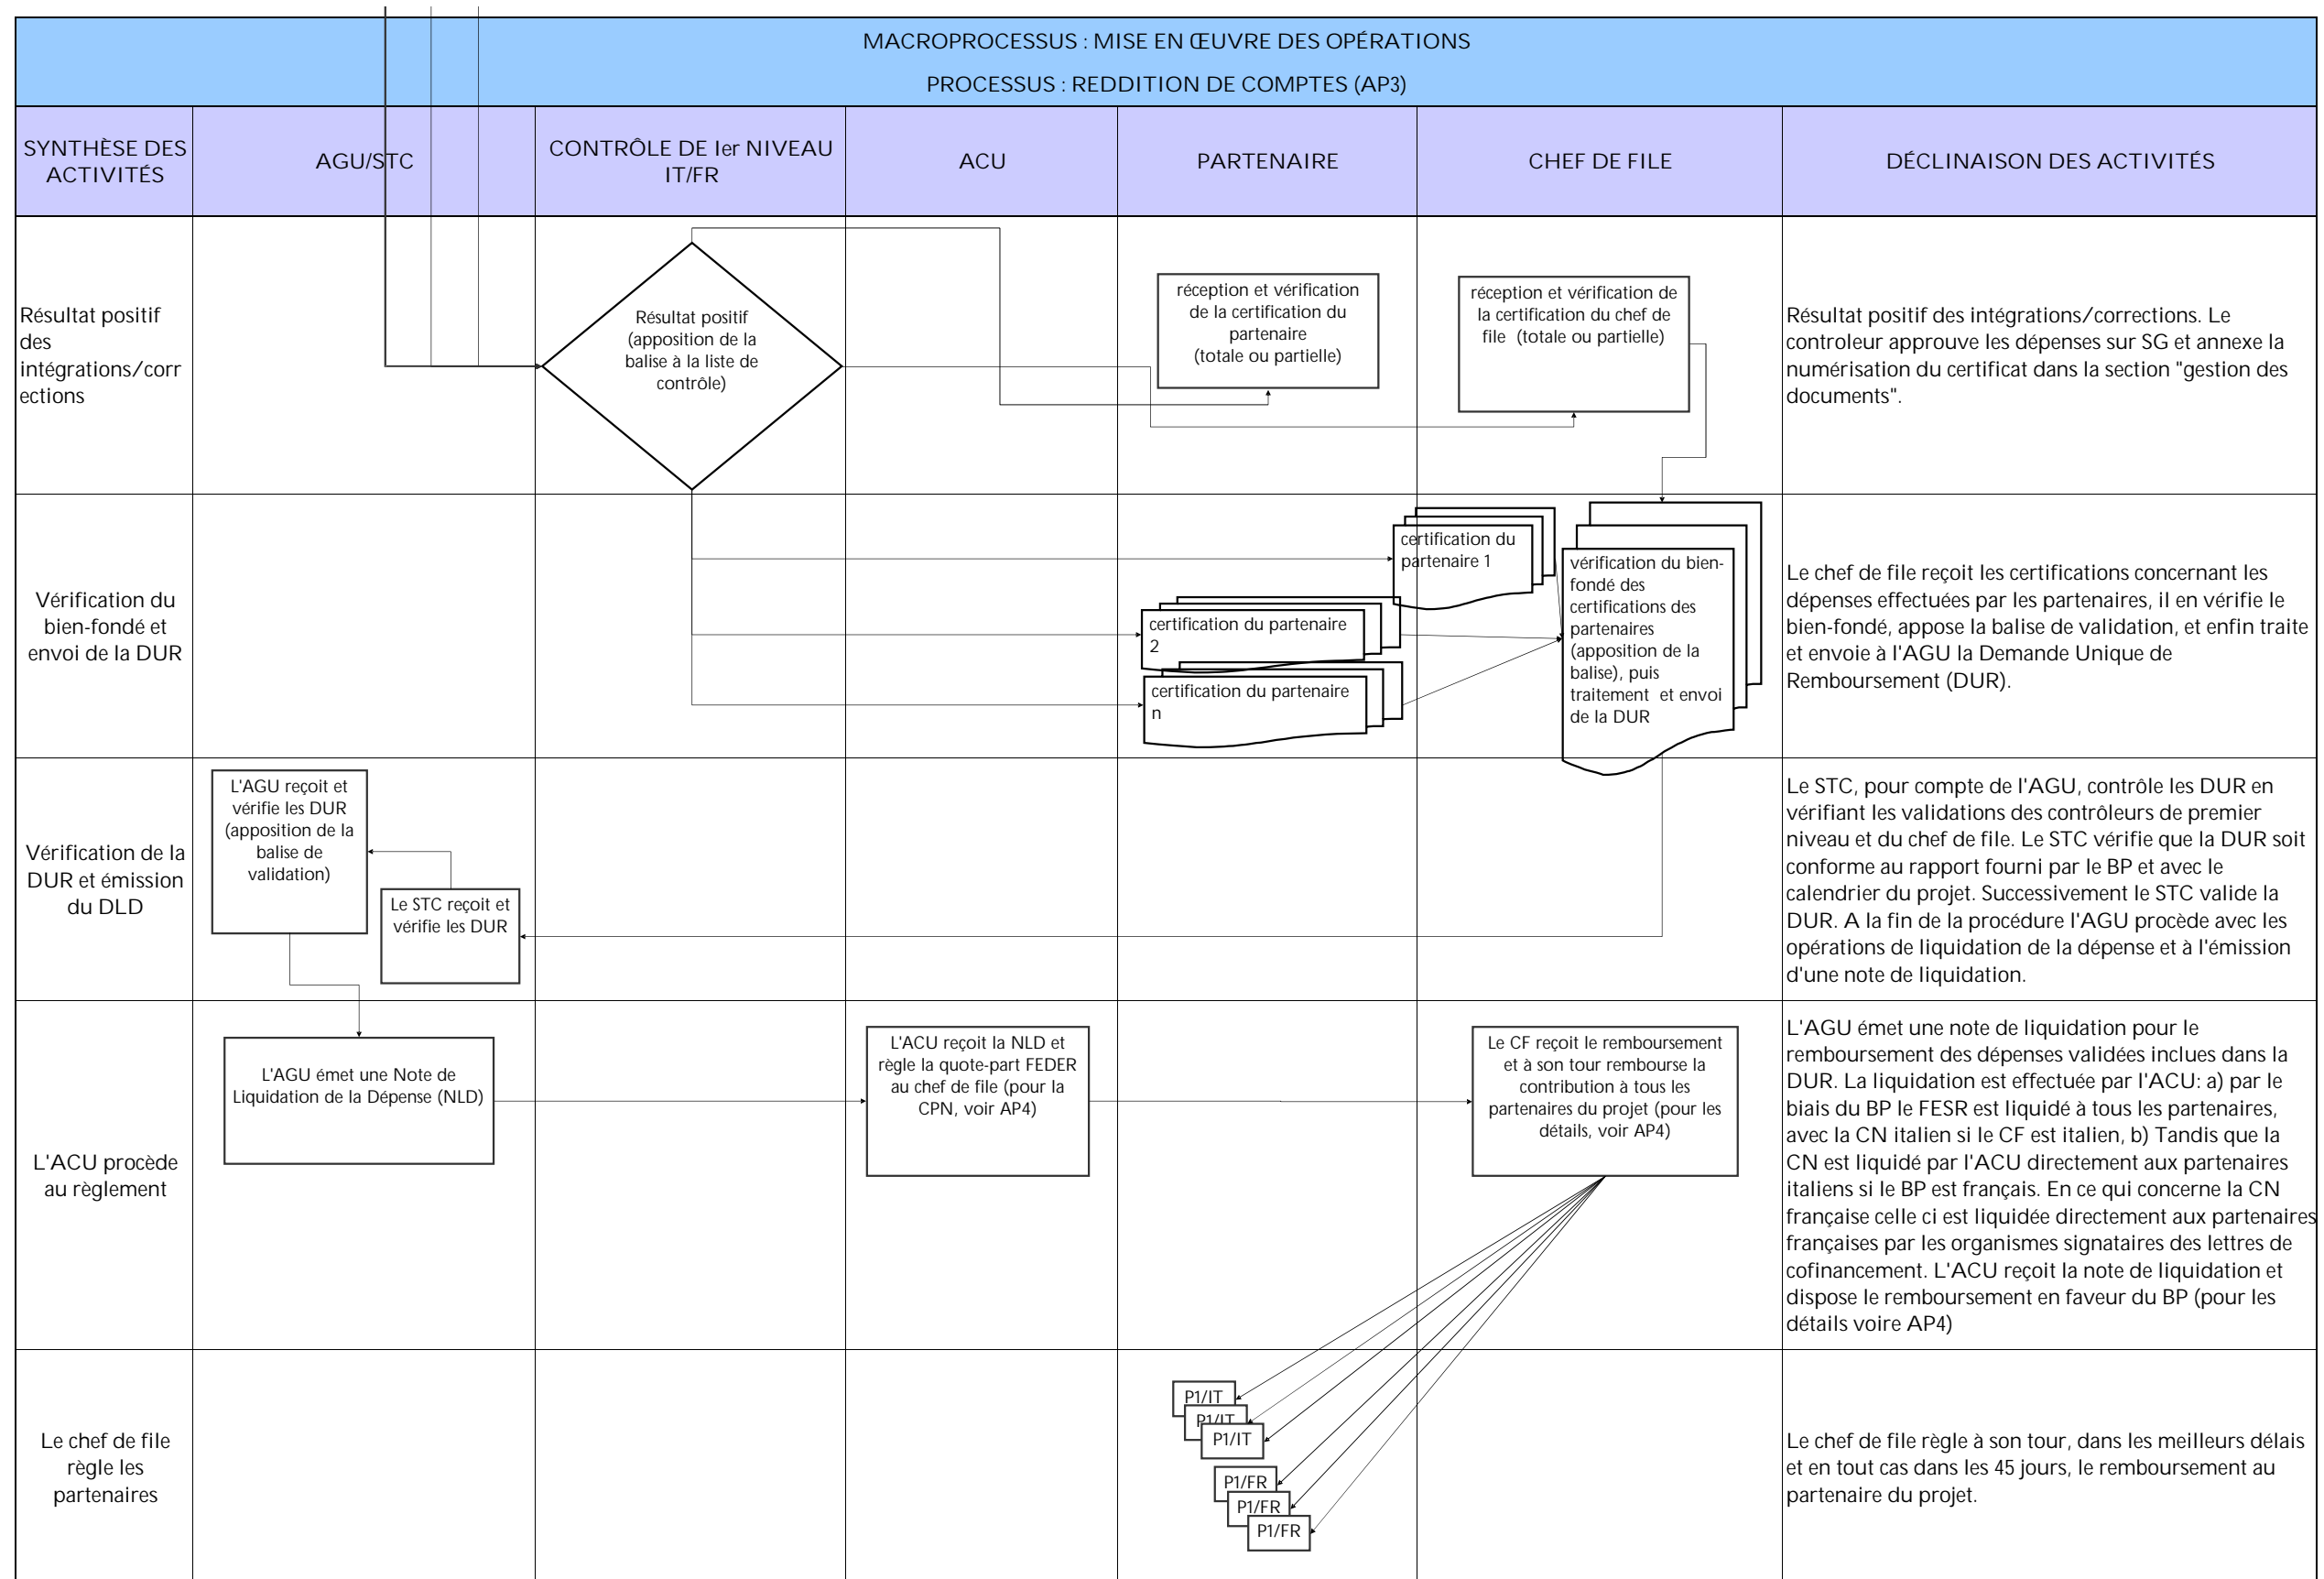 MACROPROCESSUS : MISE EN ŒUVRE DES OPÉRATIONS
PROCESSUS : REDDITION DE COMPTES (AP3)
SYNTHÈSE DES
ACTIVITÉS
AGU/STC
CONTRÔLE DE Ier NIVEAU
IT/FR
ACU
PARTENAIRE
CHEF DE FILE
DÉCLINAISON DES ACTIVITÉS
Résultat positif
des
intégrations/corr
ections
Résultat positif
(apposition de la
balise à la liste de
contrôle)
réception et vérification
de la certification du
partenaire
(totale ou partielle)
réception et vérification de
la certification du chef de
file (totale ou partielle)
Résultat positif des intégrations/corrections. Le
controleur approuve les dépenses sur SG et annexe la
numérisation du certificat dans la section "gestion des
documents".
Vérification du
bien-fondé et
envoi de la DUR
certification du
partenaire 1
certification du partenaire
2
certification du partenaire
n
vérification du bien-
fondé des
certifications des
partenaires
(apposition de la
balise), puis
traitement et envoi
de la DUR
Le chef de file reçoit les certifications concernant les
dépenses effectuées par les partenaires, il en vérifie le
bien-fondé, appose la balise de validation, et enfin traite
et envoie à l'AGU la Demande Unique de
Remboursement (DUR).
Vérification de la
DUR et émission
du DLD
L'AGU reçoit et
vérifie les DUR
(apposition de la
balise de
validation)
Le STC reçoit et
vérifie les DUR
Le STC, pour compte de l'AGU, contrôle les DUR en
vérifiant les validations des contrôleurs de premier
niveau et du chef de file. Le STC vérifie que la DUR soit
conforme au rapport fourni par le BP et avec le
calendrier du projet. Successivement le STC valide la
DUR. A la fin de la procédure l'AGU procède avec les
opérations de liquidation de la dépense et à l'émission
d'une note de liquidation.
L'ACU procède
au règlement
L'AGU émet une Note de
Liquidation de la Dépense (NLD)
L'ACU reçoit la NLD et
règle la quote-part FEDER
au chef de file (pour la
CPN, voir AP4)
Le CF reçoit le remboursement
et à son tour rembourse la
contribution à tous les
partenaires du projet (pour les
détails, voir AP4)
L'AGU émet une note de liquidation pour le
remboursement des dépenses validées inclues dans la
DUR. La liquidation est effectuée par l'ACU: a) par le
biais du BP le FESR est liquidé à tous les partenaires,
avec la CN italien si le CF est italien, b) Tandis que la
CN est liquidé par l'ACU directement aux partenaires
italiens si le BP est français. En ce qui concerne la CN
française celle ci est liquidée directement aux partenaires
françaises par les organismes signataires des lettres de
cofinancement. L'ACU reçoit la note de liquidation et
dispose le remboursement en faveur du BP (pour les
détails voire AP4)
Le chef de file
règle les
partenaires
P1/IT
P1/IT
P1/IT
P1/FR
P1/FR
P1/FR
Le chef de file règle à son tour, dans les meilleurs délais
et en tout cas dans les 45 jours, le remboursement au
partenaire du projet.